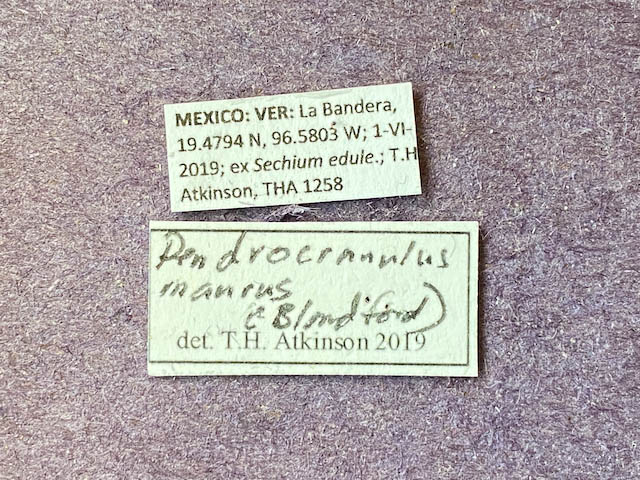 MEXICO: VER: La Bandera,
19.4794 N, 96.5803 W; 1-VI-
2019; ex Sechium edule.; T.H
Atkinson, THA 1258
Dendrocranulus
maurus
(Blandford)
det. T.H. Atkinson 2019